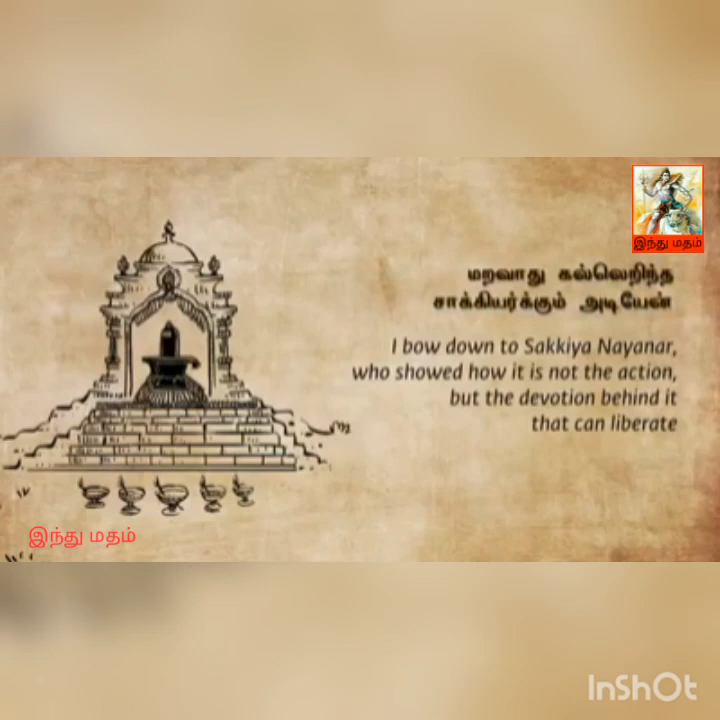 இந்து மதம்
மறவாது கல்லெறிந்த
சாக்கியர்க்கும் அடியேன்
I bow down to Sakkiya Nayanar,
who showed how it is not the action,
but the devotion behind it
that can liberate
இந்து மதம்
InShOt